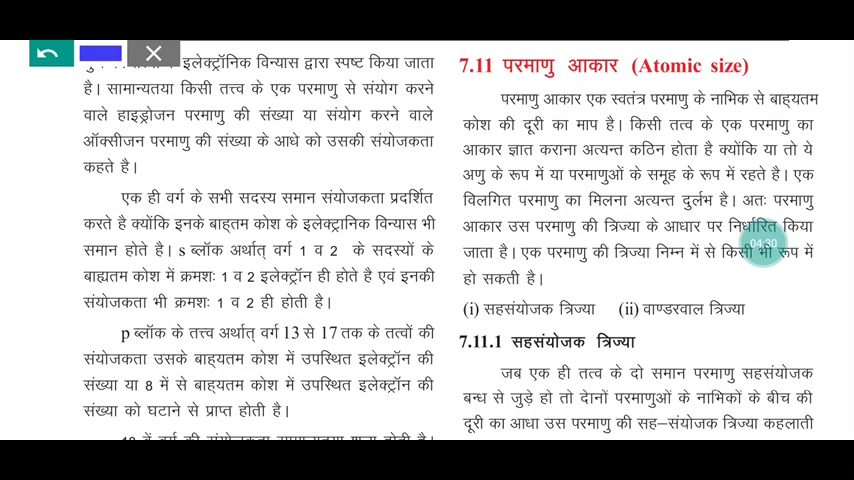 इलेक्ट्रॉनिक विन्यास द्वारा स्पष्ट किया जाता
है। सामान्यतया किसी तत्त्व के एक परमाणु से संयोग करने
वाले हाइड्रोजन परमाणु की संख्या या संयोग करने वाले
ऑक्सीजन परमाणु की संख्या के आधे को उसकी संयोजकता
कहते है।
एक ही वर्ग के सभी सदस्य समान संयोजकता प्रदर्शित
करते है क्योंकि इनके बाह्तम कोश के इलेक्ट्रानिक विन्यास भी
समान होते है। s ब्लॉक अर्थात् वर्ग 1 व 2 के सदस्यों के
बाह्यतम कोश में क्रमशः 1 व 2 इलेक्ट्रॉन ही होते है एवं इनकी
संयोजकता भी क्रमशः 1 व 2 ही होती है।
p ब्लॉक के तत्त्व अर्थात् वर्ग 13 से 17 तक के तत्वों की
संयोजकता उसके बाह्यतम कोश में उपस्थित इलेक्ट्रॉन की
संख्या या 8 में से बाह्यतम कोश में उपस्थित इलेक्ट्रॉन की
संख्या को घटाने से प्राप्त होती है।
18 वें वर्ग की संयोजकता सामान्यतया शून्य होती है।
7.11 परमाणु आकार (Atomic size)
परमाणु आकार एक स्वतंत्र परमाणु के नाभिक से बाह्यतम
कोश की दूरी का माप है। किसी तत्व के एक परमाणु का
आकार ज्ञात कराना अत्यन्त कठिन होता है क्योंकि या तो ये
अणु के रूप में या परमाणुओं के समूह के रूप में रहते है। एक
विलगित परमाणु का मिलना अत्यन्त दुर्लभ है। अतः परमाणु
आकार उस परमाणु की त्रिज्या के आधार पर निर्धारित किया
जाता है। एक परमाणु की त्रिज्या निम्न में से किसी भी रूप में
04:30
हो सकती है।
(i) सहसंयोजक त्रिज्या (ii) वाण्डरवाल त्रिज्या
7.11.1 सहसंयोजक त्रिज्या
जब एक ही तत्व के दो समान परमाणु सहसंयोजक
बन्ध से जुड़े हो तो देानों परमाणुओं के नाभिकों के बीच की
दूरी का आधा उस परमाणु की सह–संयोजक त्रिज्या कहलाती